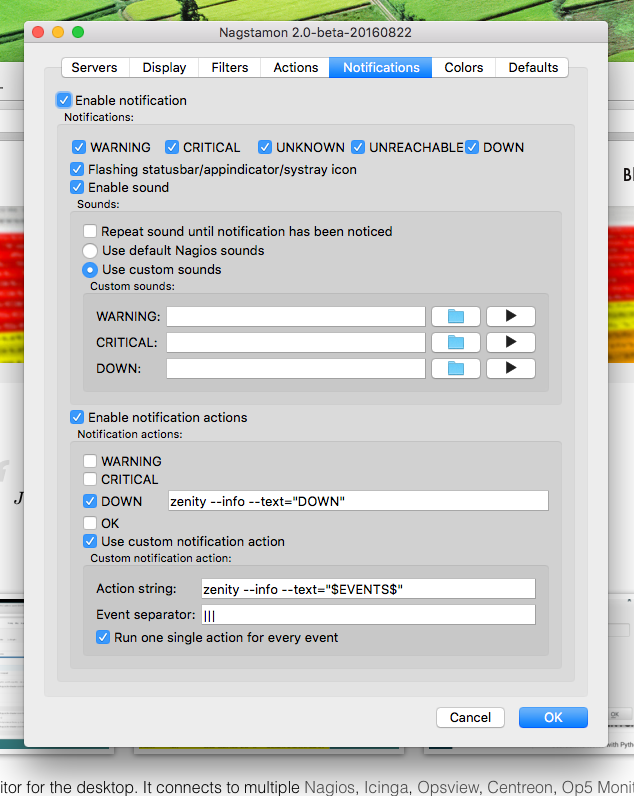 Nagstamon 2.0-beta-20160822
Servers Display Filters Actions Notifications Colors Defaults
Enable notification
Notifications:
WARNING CRITICAL UNKNOWN UNREACHABLE DOWN
Flashing statusbar/appindicator/systray icon
Enable sound
Sounds:
Repeat sound until notification has been noticed
Use default Nagios sounds
Use custom sounds
Custom sounds:
WARNING:
CRITICAL:
DOWN:
Enable notification actions
Notification actions:
WARNING
CRITICAL
DOWN zenity --info --text="DOWN"
OK
Use custom notification action
Custom notification action:
Action string: zenity --info --text="$EVENTS$"
Event separator: |||
Run one single action for every event
Cancel OK
with Pyth
itor for the desktop. It connects to multiple Nagios, Icinga, Opsview, Centreon, Op5 Monit